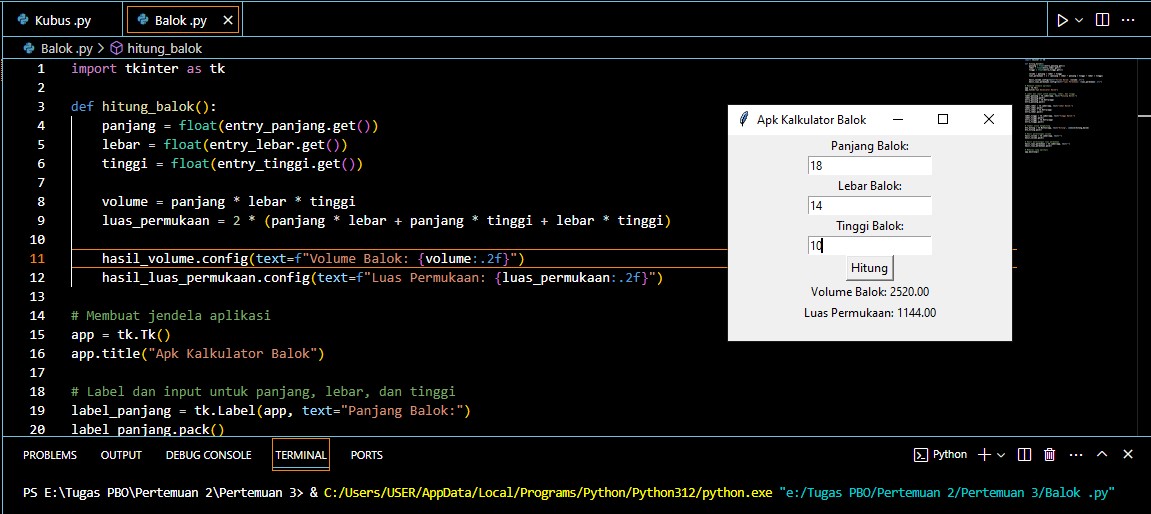 Kubus .py
Balok .py
Balok .py > hitung_balok
1 import tkinter as tk
2
3 def hitung_balok():
4 panjang = float(entry_panjang.get())
5 lebar = float(entry_lebar.get())
6 tinggi = float(entry_tinggi.get())
7
8 volume = panjang * lebar * tinggi
9 luas_permukaan = 2 * (panjang * lebar + panjang * tinggi + lebar * tinggi)
10
11 hasil_volume.config(text=f"Volume Balok: {volume:.2f}")
12 hasil_luas_permukaan.config(text=f"Luas Permukaan: {luas_permukaan:.2f}")
13
14 # Membuat jendela aplikasi
15 app = tk.Tk()
16 app.title("Apk Kalkulator Balok")
17
18 # Label dan input untuk panjang, lebar, dan tinggi
19 label_panjang = tk.Label(app, text="Panjang Balok:")
20 label_panjang.pack()
Apk Kalkulator Balok
Panjang Balok:
18
Lebar Balok:
14
Tinggi Balok:
10
Hitung
Volume Balok: 2520.00
Luas Permukaan: 1144.00
PROBLEMS OUTPUT DEBUG CONSOLE TERMINAL PORTS
Python
PS E:\Tugas PBO\Pertemuan 2\Pertemuan 3> & C:/Users/USER/AppData/Local/Programs/Python/Python312/python.exe "e:/Tugas PBO/Pertemuan 2/Pertemuan 3/Balok .py"